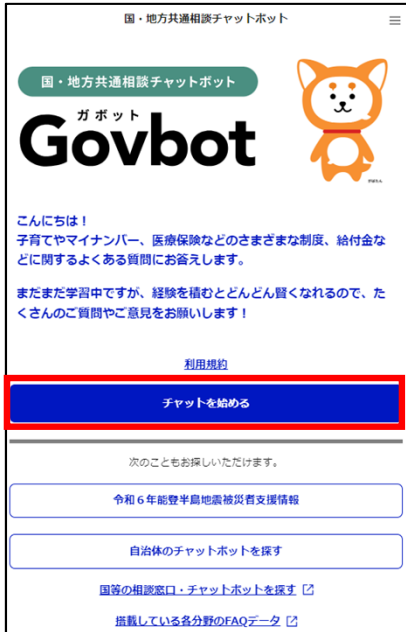 国・地方共通相談チャットボット
国・地方共通相談チャットボット
ガボット
Govbot
こんにちは！
子育てやマイナンバー、医療保険などのさまざまな制度、給付金な
どに関するよくある質問にお答えします。
まだまだ学習中ですが、経験を積むとどんどん賢くなれるので、た
くさんのご質問やご意見をお願いします！
利用規約
チャットを始める
次のこともお探しいただけます。
令和６年能登半島地震被災者支援情報
自治体のチャットボットを探す
国等の相談窓口・チャットボットを探す
搭載している各分野のFAQデータ